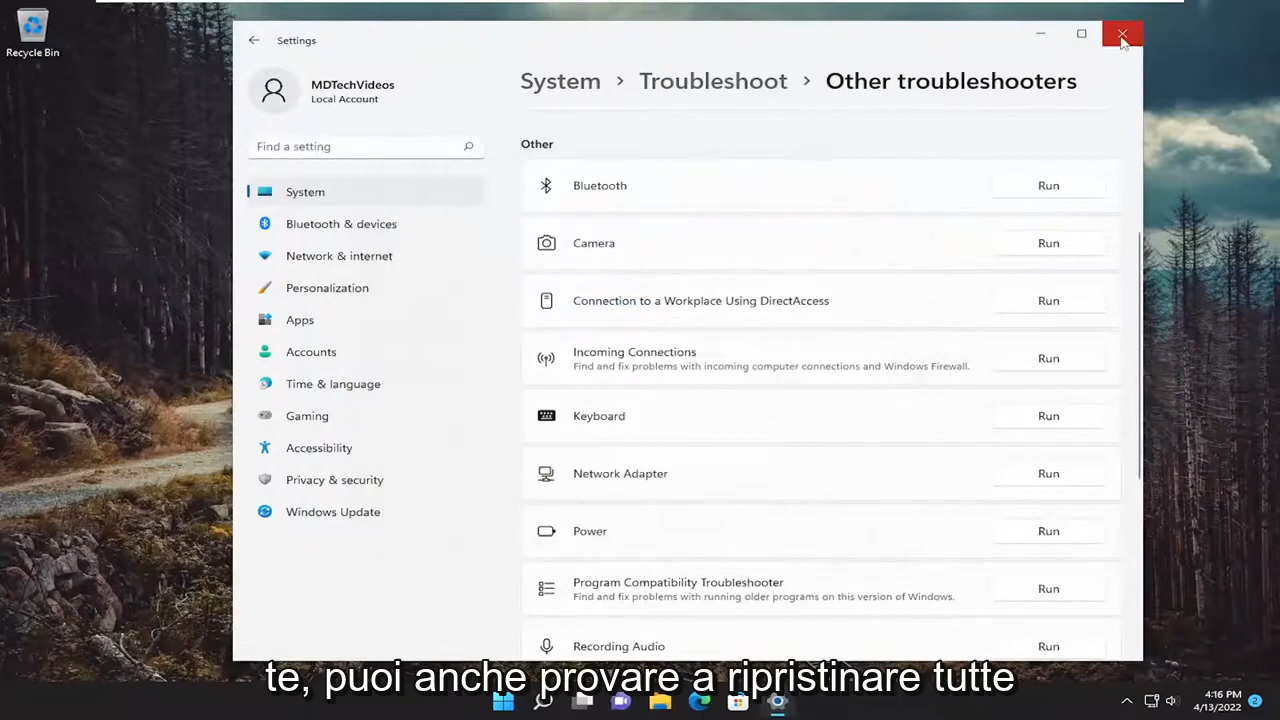 Recycle Bin
Settings
MDTechVideos
Local Account
Find a setting
System
Bluetooth & devices
Network & internet
Personalization
Apps
Accounts
Time & language
Gaming
Accessibility
Privacy & security
Windows Update
System > Troubleshoot > Other troubleshooters
Other
Bluetooth Run
Camera Run
Connection to a Workplace Using DirectAccess Run
Incoming Connections
Find and fix problems with incoming computer connections and Windows Firewall. Run
Keyboard Run
Network Adapter Run
Power Run
Program Compatibility Troubleshooter
Find and fix problems with running older programs on this version of Windows. Run
Recording Audio Run
te, puoi anche provare a ripristinare tutte
4:16 PM
4/13/2022
2